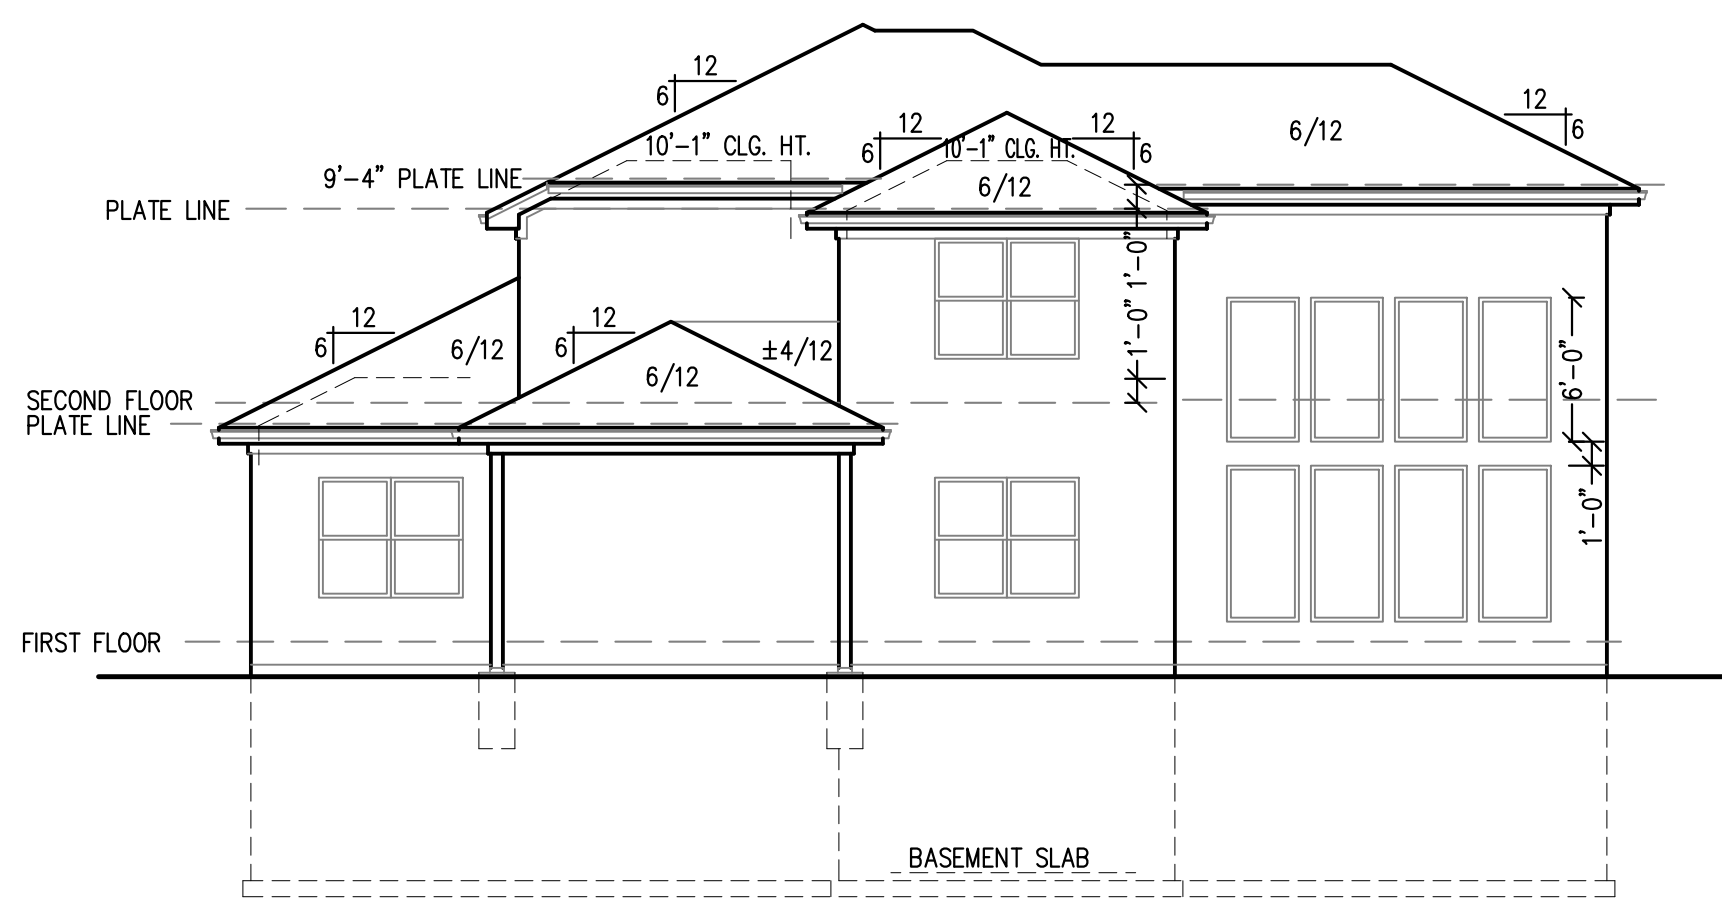 12
6
12
6
12
6
12
6
6/12
10'-1" CLG. HT.
10'-1" CLG. HT.
9'-4" PLATE LINE
6/12
PLATE LINE
1'-0"
1'-0"
12
6
6/12
12
6
±4/12
6/12
6'-0"
SECOND FLOOR
PLATE LINE
1'-0"
FIRST FLOOR
BASEMENT SLAB